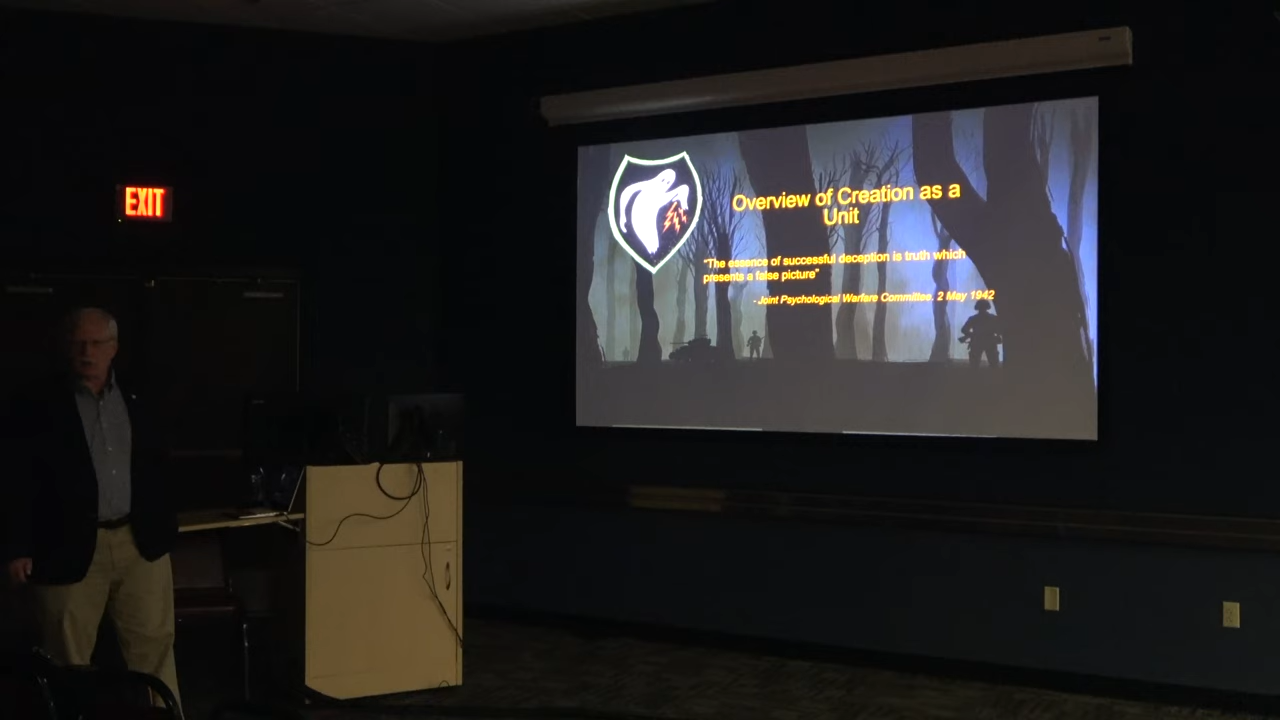 EXIT
Overview of Creation as a
Unit
"The essence of successful deception is truth which
presents a false picture"
- Joint Psychological Warfare Committee. 2 May 1942